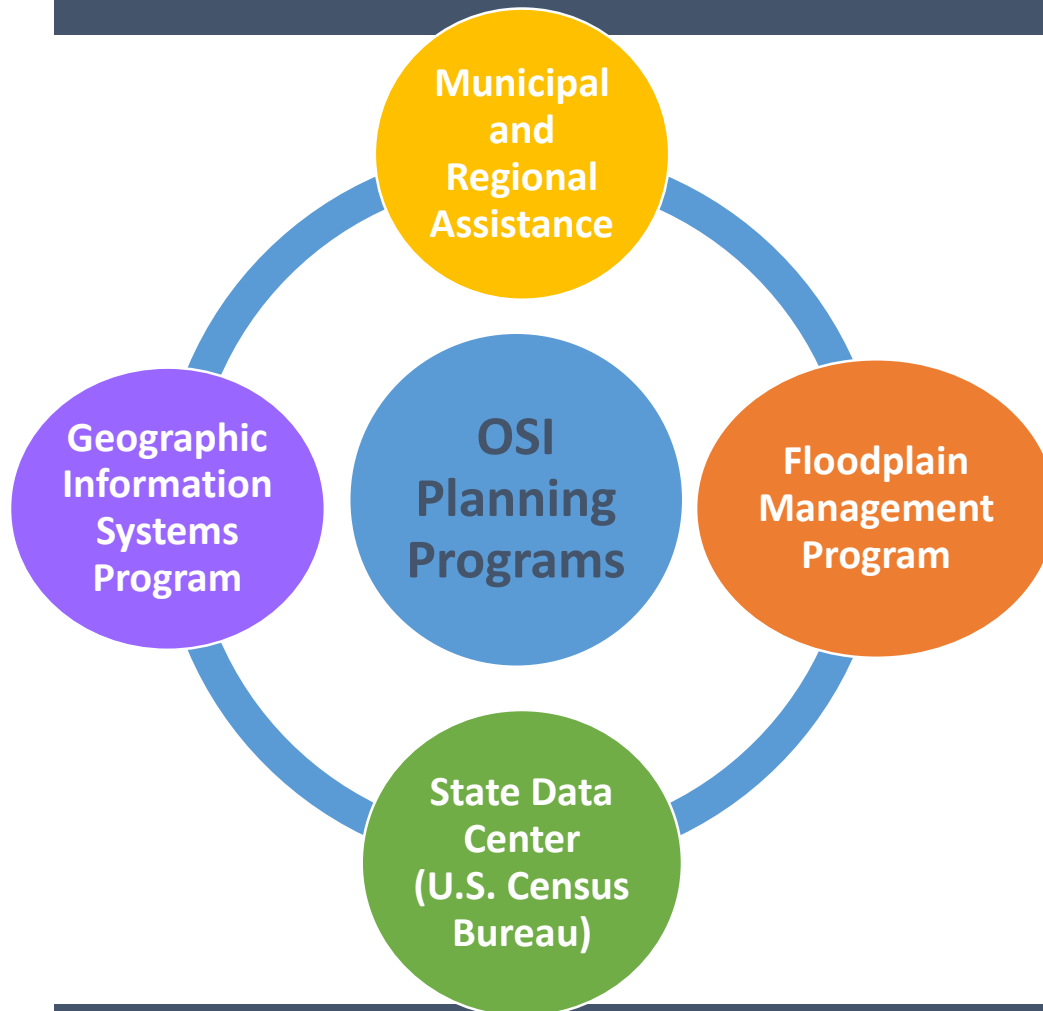 Municipal
and
Regional
Assistance
Geographic
Information
Systems
Program
OSI
Planning
Programs
Floodplain
Management
Program
State Data
Center
(U.S. Census
Bureau)